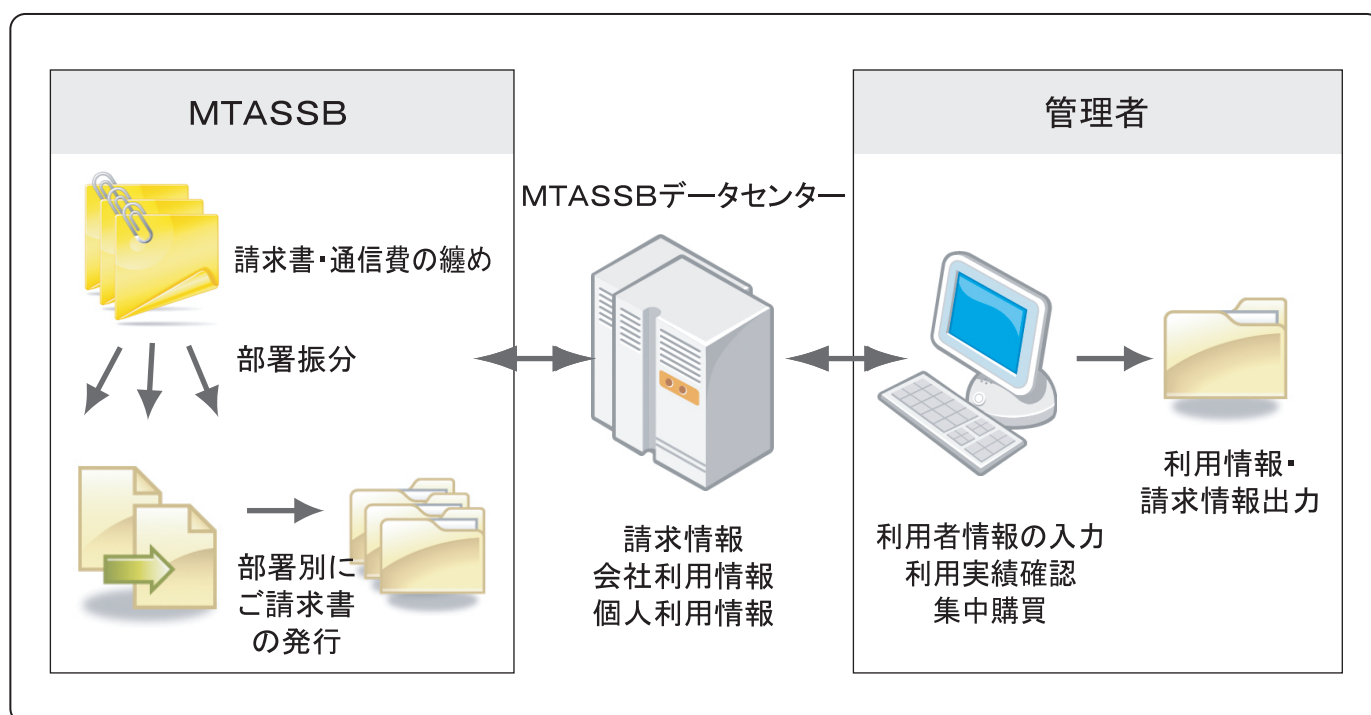 MTASSB
請求書・通信費の纏め
部署振分
部署別に
ご請求書
の発行
MTASSBデータセンター
請求情報
会社利用情報
個人利用情報
管理者
利用者情報の入力
利用実績確認
集中購買
利用情報・
請求情報出力